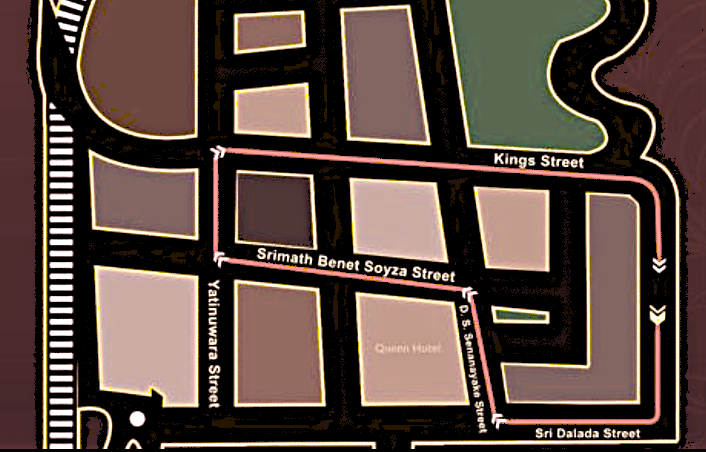 Kings Street
Srimath Benet Soyza Street
Yatinuwara Street
D. S. Senanayake Street
Queen Hotel
Sri Dalada Street